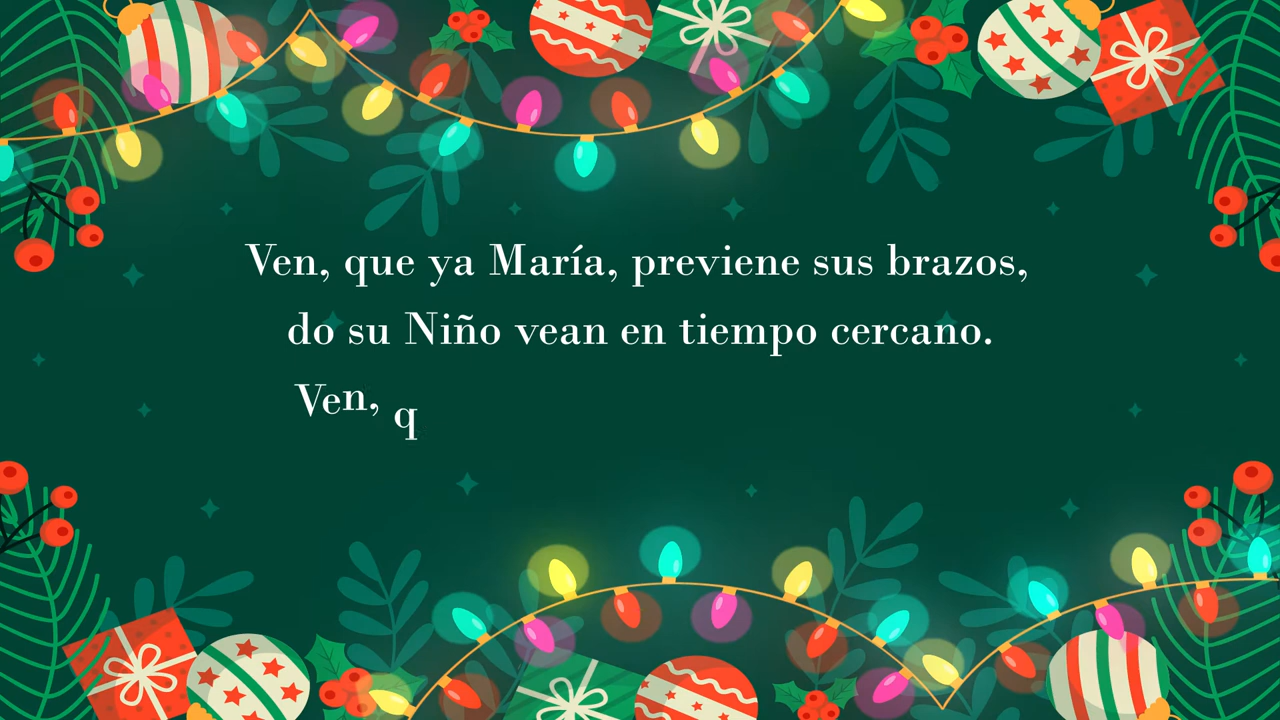 Ven, que ya María, previene sus brazos,
do su Niño vean en tiempo cercano.
Ven, q